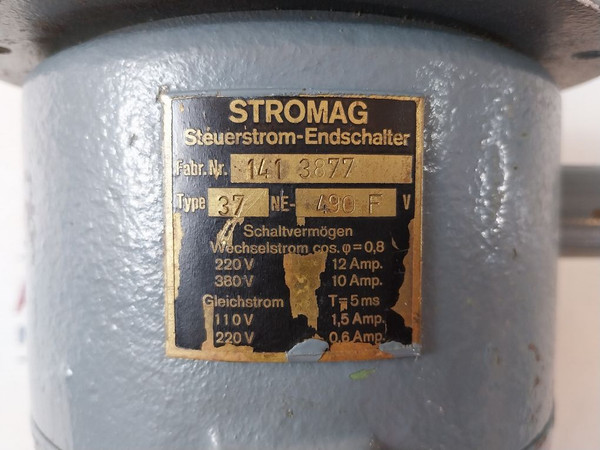 STROMAG
Steuerstrom-Endschalter
Fabr. Nr. 141 3877
Type 37 NE- 490 F V
Schaltvermögen
Wechselstrom cos. φ=0,8
220 V 12 Amp.
380 V 10 Amp.
Gleichstrom T=5 ms
110 V 1,5 Amp.
220 V 0,6 Amp.